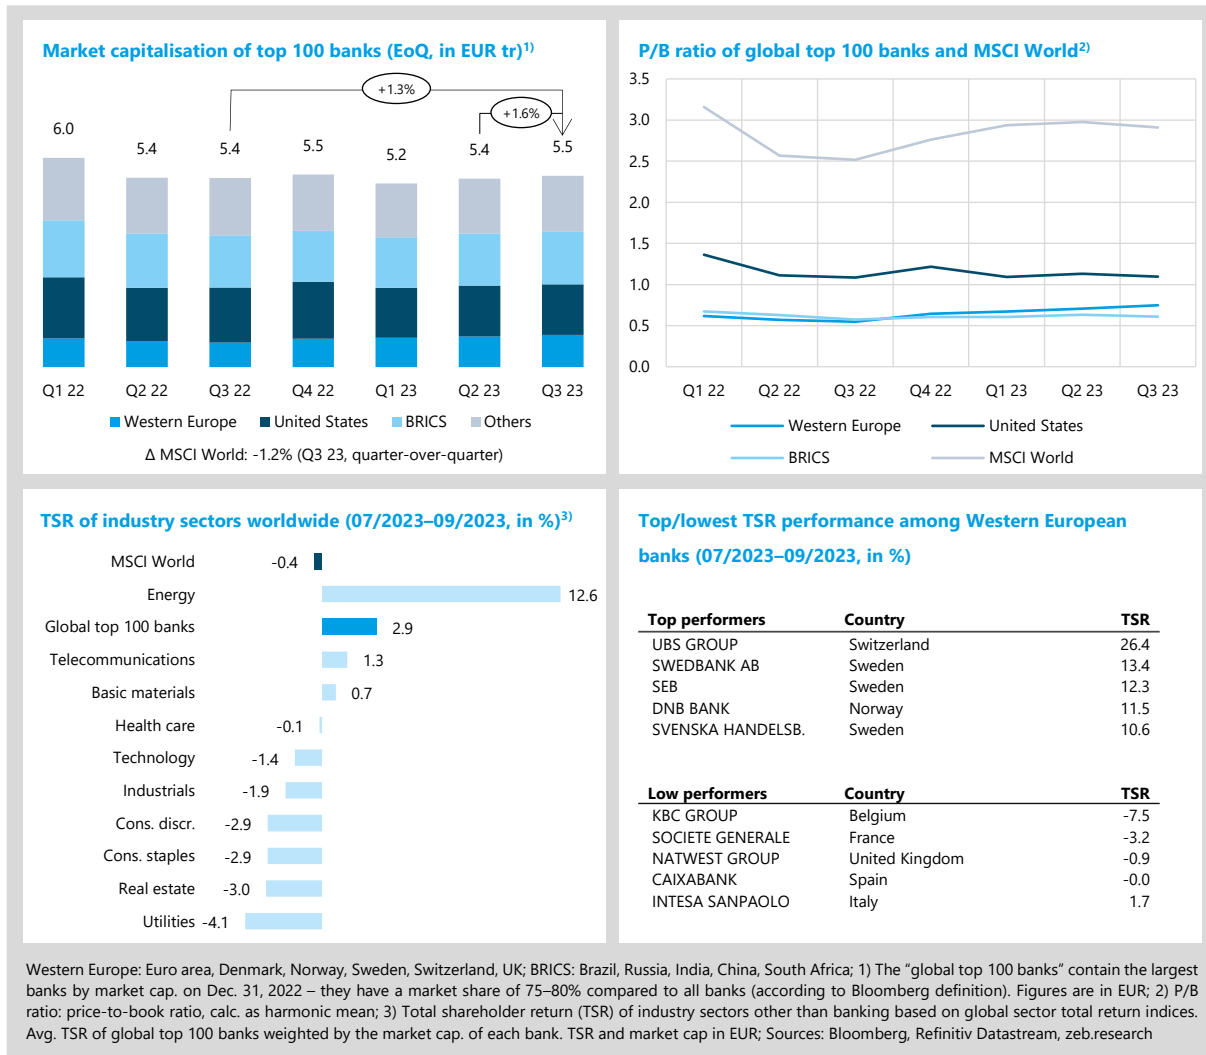 Market capitalisation of top 100 banks (EoQ, in EUR tr)1)
+1.3%
+1.6%
6.0
5.4
5.4
5.5
5.2
5.4
5.5
Q1 22
Q2 22
Q3 22
Q4 22
Q1 23
Q2 23
Q3 23
Western Europe
United States
BRICS
Others
Δ MSCI World: -1.2% (Q3 23, quarter-over-quarter)
P/B ratio of global top 100 banks and MSCI World2)
3.5
3.0
2.5
2.0
1.5
1.0
0.5
0.0
Q1 22
Q2 22
Q3 22
Q4 22
Q1 23
Q2 23
Q3 23
Western Europe
United States
BRICS
MSCI World
TSR of industry sectors worldwide (07/2023–09/2023, in %)3)
MSCI World -0.4
Energy 12.6
Global top 100 banks 2.9
Telecommunications 1.3
Basic materials 0.7
Health care -0.1
Technology -1.4
Industrials -1.9
Cons. discr. -2.9
Cons. staples -2.9
Real estate -3.0
Utilities -4.1
Top/lowest TSR performance among Western European
banks (07/2023–09/2023, in %)
Top performers Country TSR
UBS GROUP Switzerland 26.4
SWEDBANK AB Sweden 13.4
SEB Sweden 12.3
DNB BANK Norway 11.5
SVENSKA HANDELSB. Sweden 10.6
Low performers Country TSR
KBC GROUP Belgium -7.5
SOCIETE GENERALE France -3.2
NATWEST GROUP United Kingdom -0.9
CAIXABANK Spain -0.0
INTESA SANPAOLO Italy 1.7
Western Europe: Euro area, Denmark, Norway, Sweden, Switzerland, UK; BRICS: Brazil, Russia, India, China, South Africa; 1) The “global top 100 banks” contain the largest
banks by market cap. on Dec. 31, 2022 – they have a market share of 75–80% compared to all banks (according to Bloomberg definition). Figures are in EUR; 2) P/B
ratio: price-to-book ratio, calc. as harmonic mean; 3) Total shareholder return (TSR) of industry sectors other than banking based on global sector total return indices.
Avg. TSR of global top 100 banks weighted by the market cap. of each bank. TSR and market cap in EUR; Sources: Bloomberg, Refinitiv Datastream, zeb.research